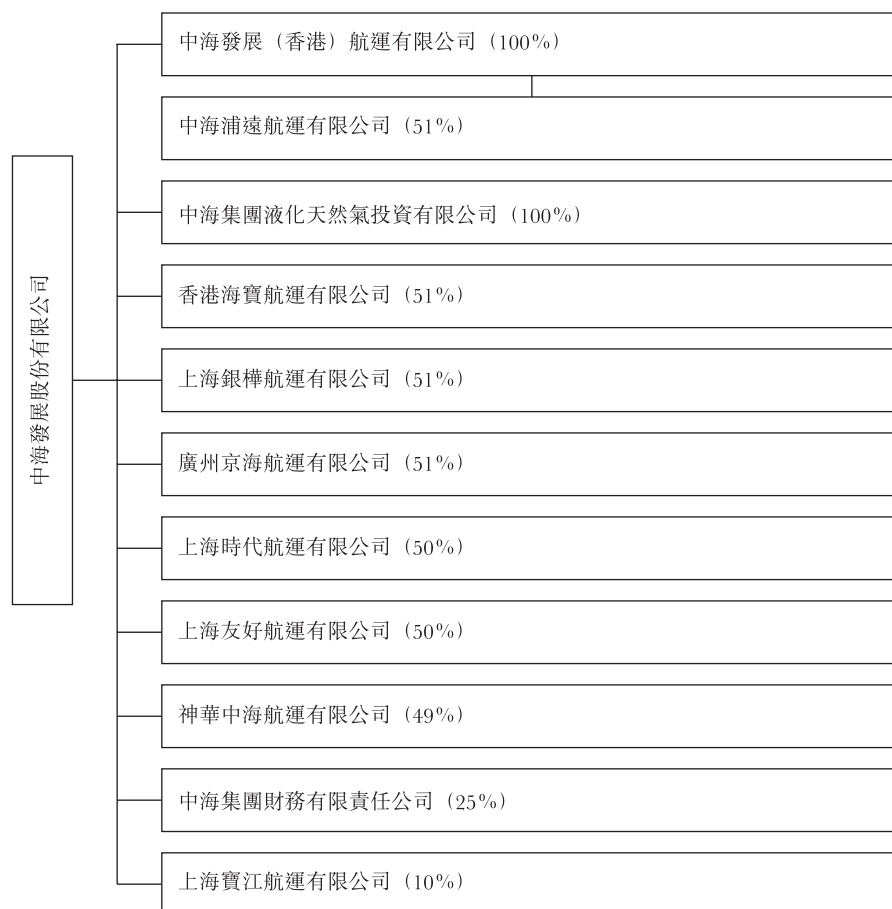 中海發展股份有限公司
中海發展（香港）航運有限公司（100%）
中海浦遠航運有限公司（51%）
中海集團液化天然氣投資有限公司（100%）
香港海寶航運有限公司（51%）
上海銀樺航運有限公司（51%）
廣州京海航運有限公司（51%）
上海時代航運有限公司（50%）
上海友好航運有限公司（50%）
神華中海航運有限公司（49%）
中海集團財務有限責任公司（25%）
上海寶江航運有限公司（10%）